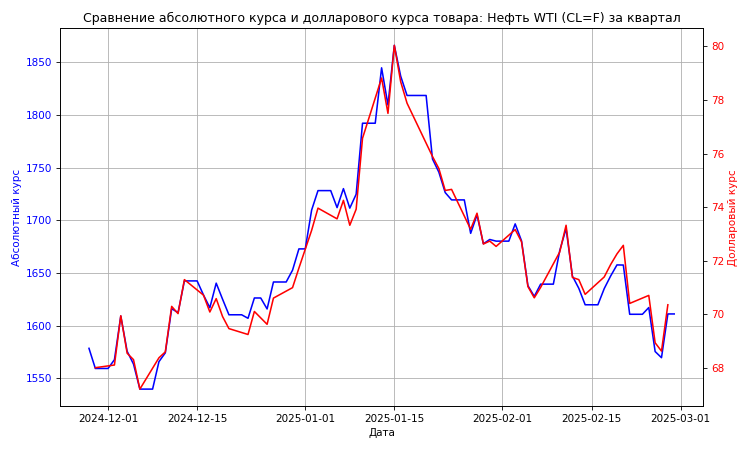 Сравнение абсолютного курса и долларового курса товара: Нефть WTI (CL=F) за квартал
Абсолютный курс
1850
1800
1750
1700
1650
1600
1550
80
78
76
74
72
70
68
Долларовый курс
2024-12-01 2024-12-15 2025-01-01 2025-01-15 2025-02-01 2025-02-15 2025-03-01
Дата